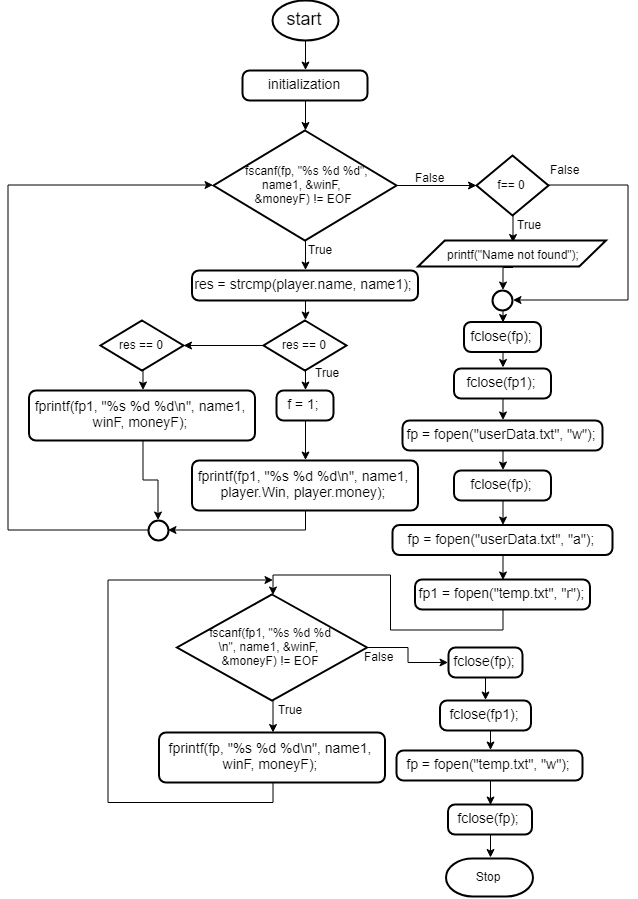 start
initialization
fscanf(fp, "%s %d %d",
name1, &winF,
&moneyF) != EOF
False
f== 0
False
True
True
printf("Name not found");
res = strcmp(player.name, name1);
res == 0
res == 0
True
fprintf(fp1, "%s %d %d\n", name1,
winF, moneyF);
f = 1;
fprintf(fp1, "%s %d %d\n", name1,
player.Win, player.money);
fclose(fp);
fclose(fp1);
fp = fopen("userData.txt", "w");
fclose(fp);
fp = fopen("userData.txt", "a");
fp1 = fopen("temp.txt", "r");
fscanf(fp1, "%s %d %d
\n", name1, &winF,
&moneyF) != EOF
False
True
fprintf(fp, "%s %d %d\n", name1,
winF, moneyF);
fclose(fp);
fclose(fp1);
fp = fopen("temp.txt", "w");
fclose(fp);
Stop